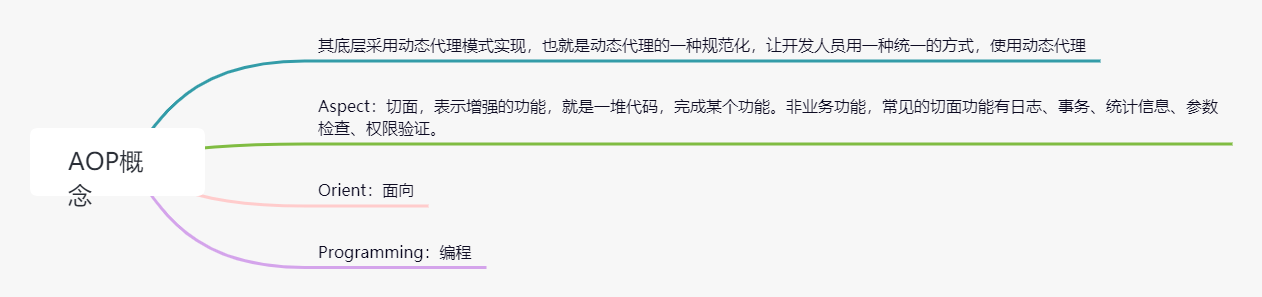 其底层采用动态代理模式实现，也就是动态代理的一种规范化，让开发人员用一种统一的方式，使用动态代理
Aspect：切面，表示增强的功能，就是一堆代码，完成某个功能。非业务功能，常见的切面功能有日志、事务、统计信息、参数
检查、权限验证。
AOP概
念
Orient：面向
Programming：编程